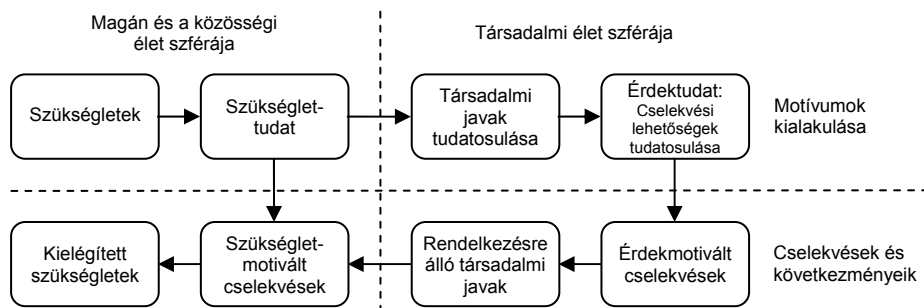 Magán és a közösségi
élet szférája
Társadalmi élet szférája
Szükségletek
Szükséglet-
tudat
Társadalmi
javak
tudatosulása
Érdektudat:
Cselekvési
lehetőségek
tudatosulása
Motívumok
kialakulása
Kielégített
szükségletek
Szükséglet-
motivált
cselekvések
Rendelkezésre
álló társadalmi
javak
Érdekmotivált
cselekvések
Cselekvések és
következményeik